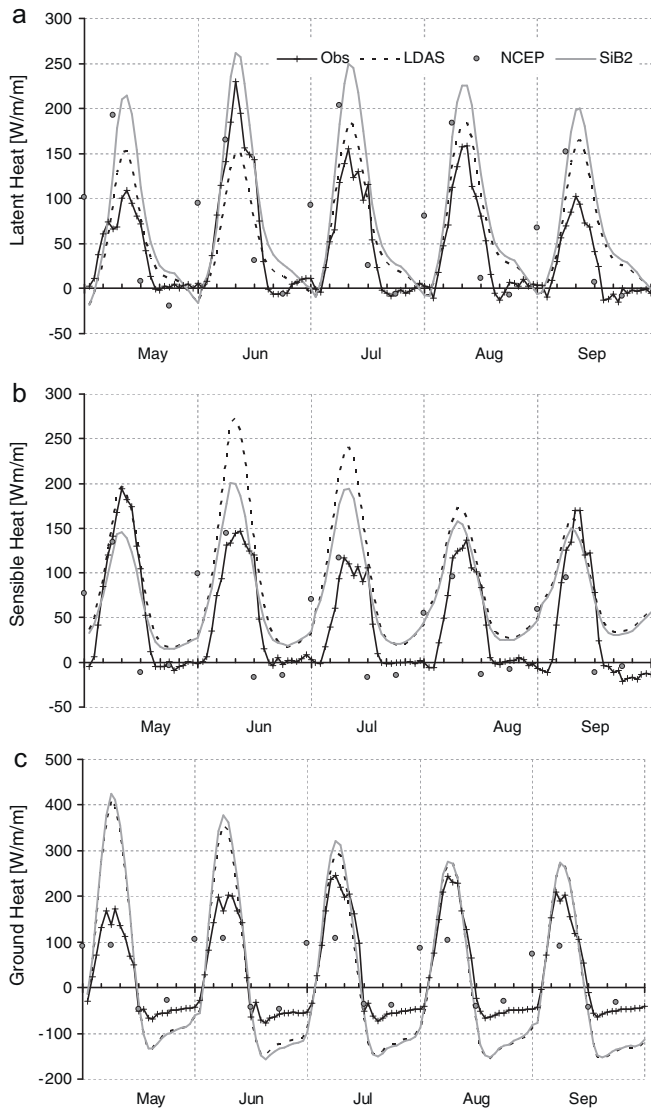 a
300
Obs LDAS NCEP SiB2
250
200
150
100
50
0
-50
Latent Heat [W/m/m]
May Jun Jul Aug Sep
b
300
250
200
150
100
50
0
-50
Sensible Heat [Wm/m]
May Jun Jul Aug Sep
c
500
400
300
200
100
0
-100
-200
Ground Heat [W/m/m]
May Jun Jul Aug Sep